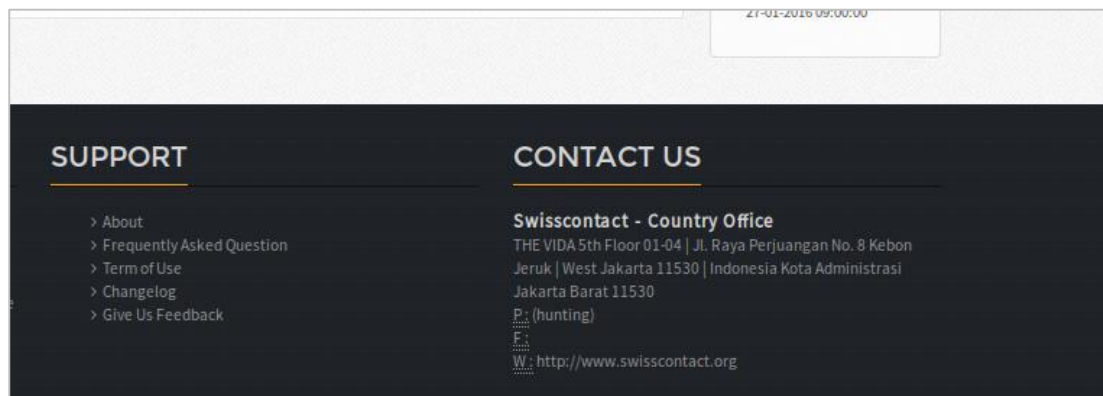 27-01-2016 09:00:00
SUPPORT
> About
> Frequently Asked Question
> Term of Use
> Changelog
> Give Us Feedback
CONTACT US
Swisscontact - Country Office
THE VIDA 5th Floor 01-04 | Jl. Raya Perjuangan No. 8 Kebon
Jeruk | West Jakarta 11530 | Indonesia Kota Administrasi
Jakarta Barat 11530
P : (hunting)
F :
W : http://www.swisscontact.org